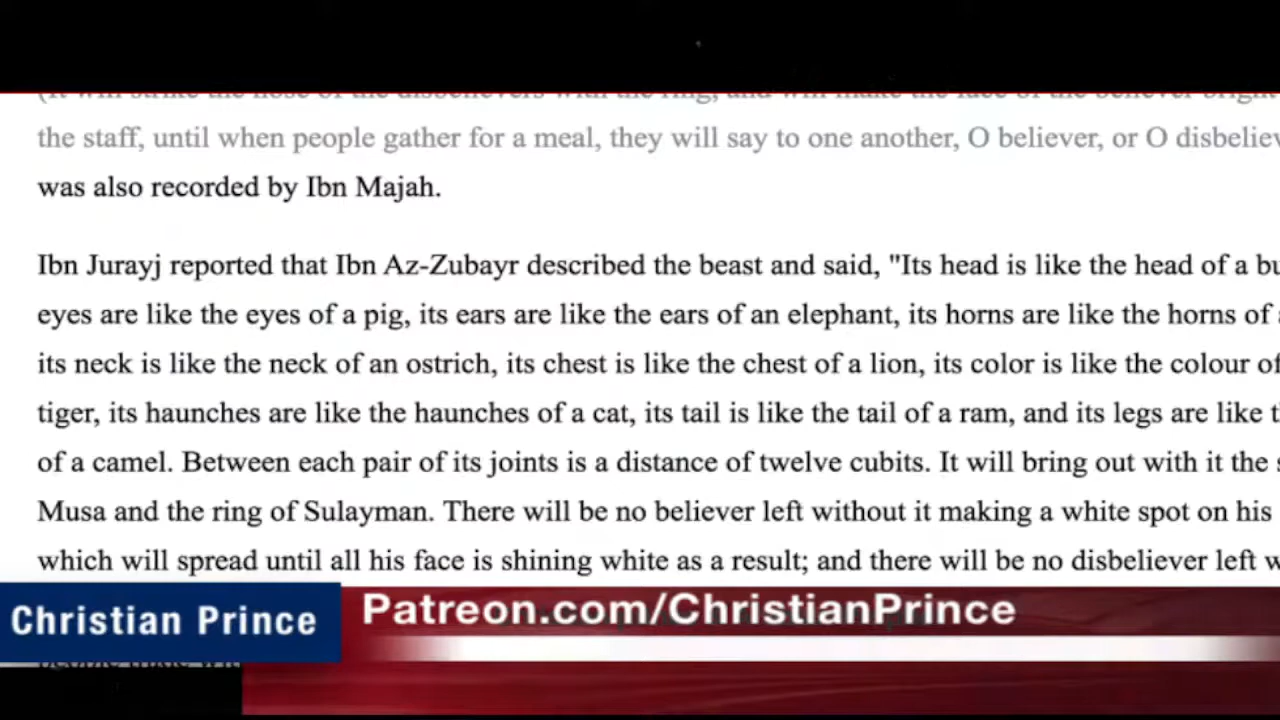 the staff, until when people gather for a meal, they will say to one another, O believer, or O
was also recorded by Ibn Majah.
Ibn Jurayj reported that Ibn Az-Zubayr described the beast and said, "Its head is like the head of a
eyes are like the eyes of a pig, its ears are like the ears of an elephant, its horns are like the horns of
its neck is like the neck of an ostrich, its chest is like the chest of a lion, its color is like the colour of
tiger, its haunches are like the haunches of a cat, its tail is like the tail of a ram, and its legs are like
of a camel. Between each pair of its joints is a distance of twelve cubits. It will bring out with it the
Musa and the ring of Sulayman. There will be no believer left without it making a white spot on his
which will spread until all his face is shining white as a result; and there will be no disbeliever left
Christian Prince
Patreon.com/ChristianPrince